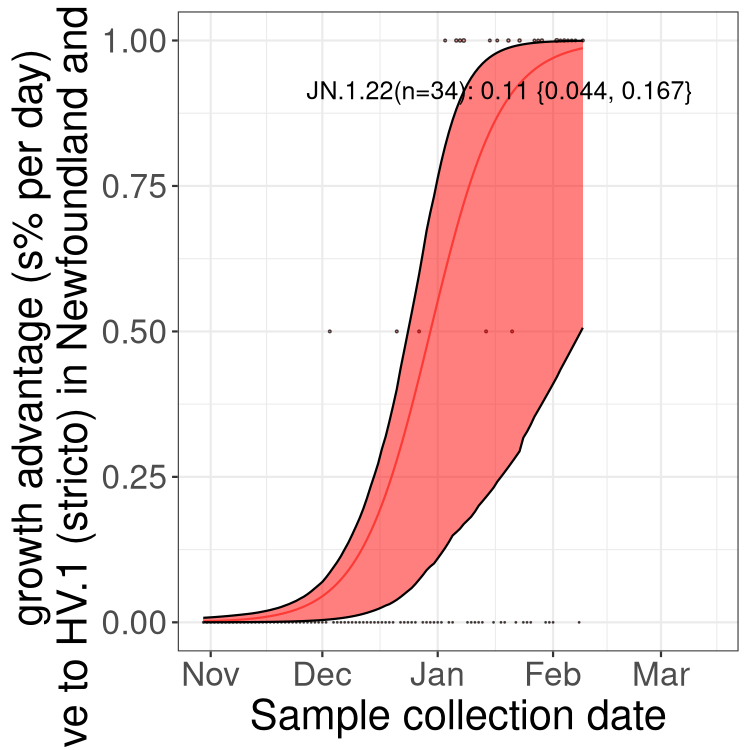 growth advantage (s% per day)
ve to HV.1 (stricto) in Newfoundland and
1.00
0.75
0.50
0.25
0.00
JN.1.22(n=34): 0.11 {0.044, 0.167}
Nov Dec Jan Feb Mar
Sample collection date